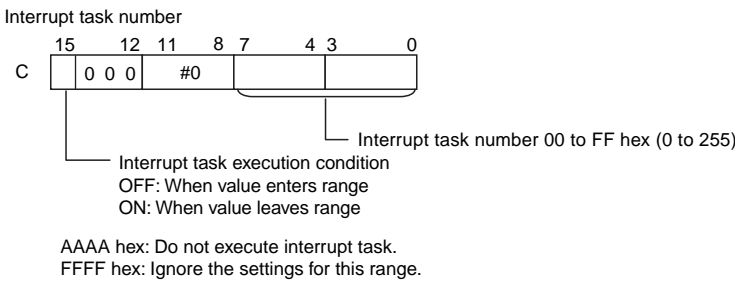 Interrupt task number
15 12 11 8 7 4 3 0
C 0 0 0 #0
Interrupt task number 00 to FF hex (0 to 255)
Interrupt task execution condition
OFF: When value enters range
ON: When value leaves range
AAAA hex: Do not execute interrupt task.
FFFF hex: Ignore the settings for this range.